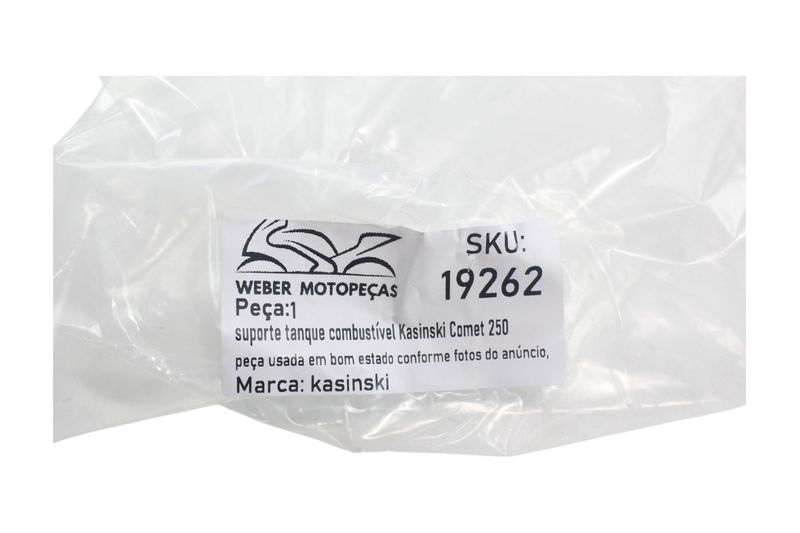 WEBER MOTOPEÇAS
SKU:
19262
Peça:1
suporte tanque combustível Kasinski Comet 250
peça usada em bom estado conforme fotos do anúncio,
Marca: kasinski